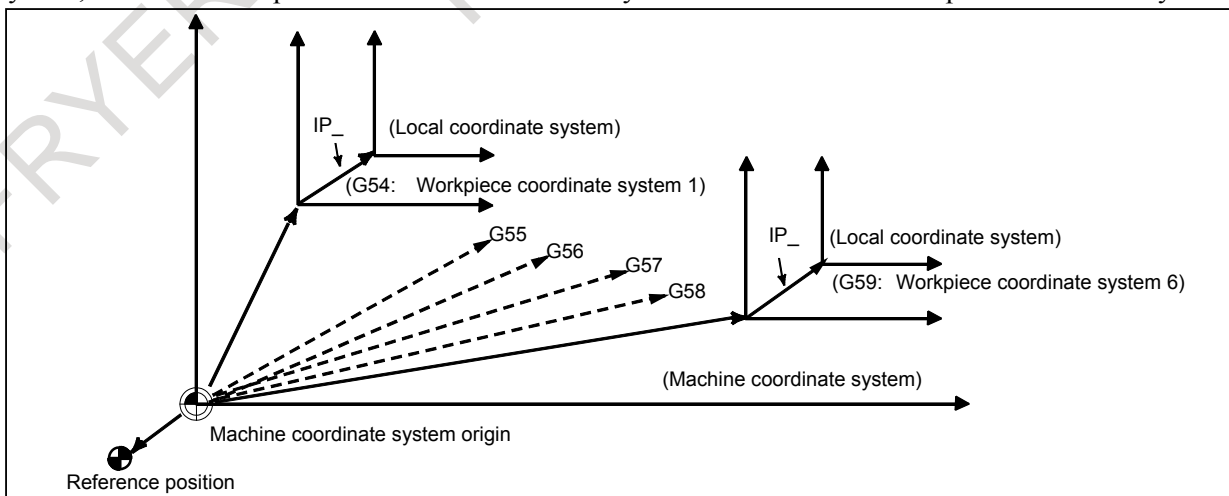 FRYER
IP_
(Local coordinate system)
(G54: Workpiece coordinate system 1)
G55
G56
G57
G58
IP_
(Local coordinate system)
(G59: Workpiece coordinate system 6)
(Machine coordinate system)
Machine coordinate system origin
Reference position